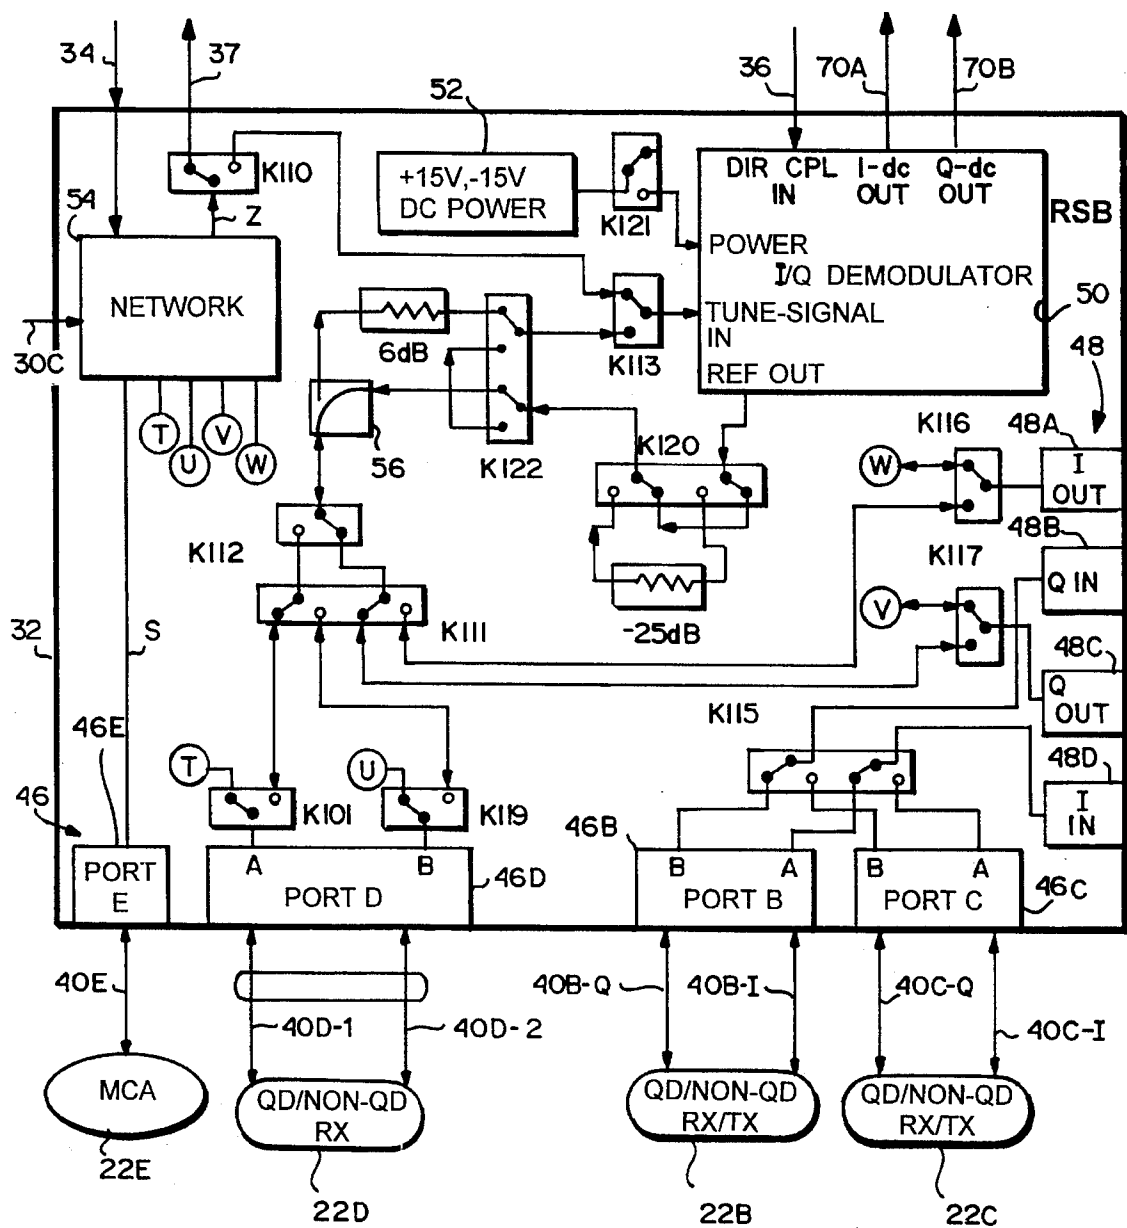 34
37
52
36
70A
70B
K110
+15V,-15V
DC POWER
K121
DIR CPL
IN
I-dc
OUT
Q-dc
OUT
RSB
54
Z
POWER
I/Q DEMODULATOR
NETWORK
50
TUNE-SIGNAL
IN
30C
6dB
K113
48
REF OUT
T
U
V
W
56
K122
K120
K116
48A
W
I
OUT
48B
K112
K117
Q IN
V
-25dB
32
S
K111
48C
Q
OUT
K115
46E
T
U
48D
I
IN
46
K101
K119
46B
PORT
E
A
B
PORT D
46D
B
A
PORT B
B
A
PORT C
46C
40E
40D-1
40D-2
40B-Q
40B-I
40C-Q
40C-I
MCA
QD/NON-QD
RX
QD/NON-QD
RX/TX
QD/NON-QD
RX/TX
22E
22D
22B
22C